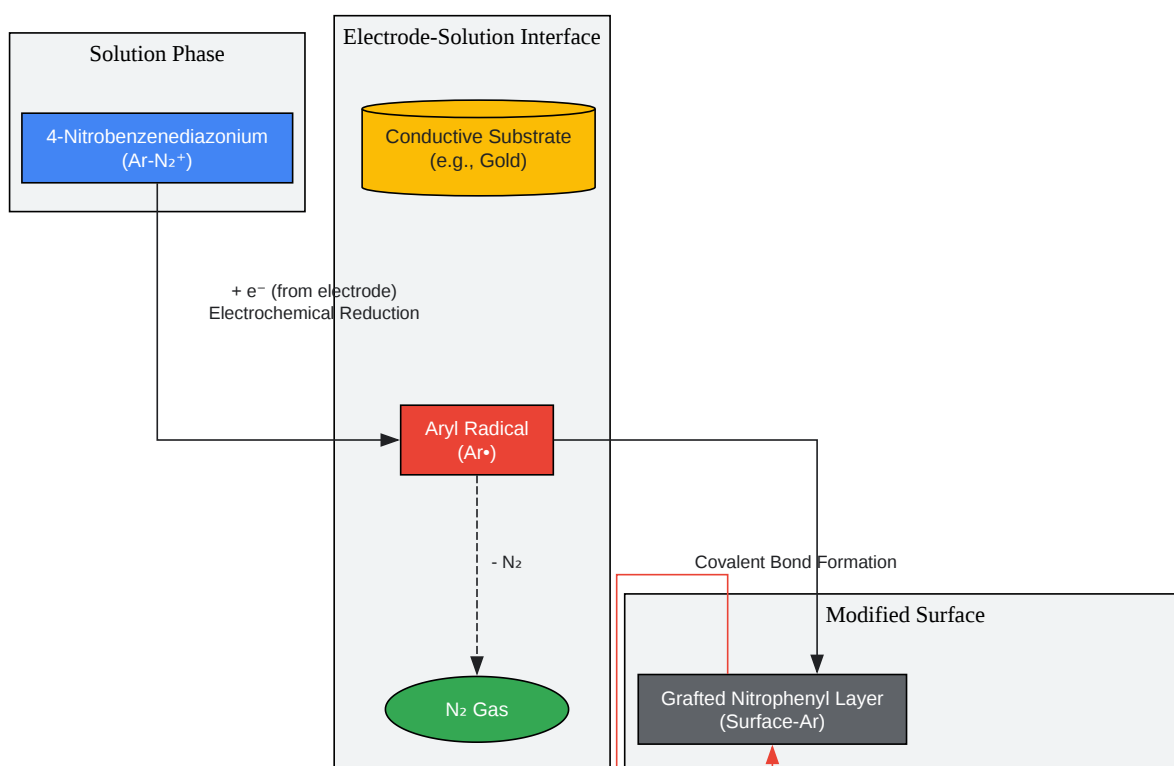 Solution Phase
4-Nitrobenzenediazonium
(Ar-N₂⁺)
Electrode-Solution Interface
Conductive Substrate
(e.g., Gold)
+ e⁻ (from electrode)
Electrochemical Reduction
Aryl Radical
(Ar•)
- N₂
N₂ Gas
Covalent Bond Formation
Modified Surface
Grafted Nitrophenyl Layer
(Surface-Ar)